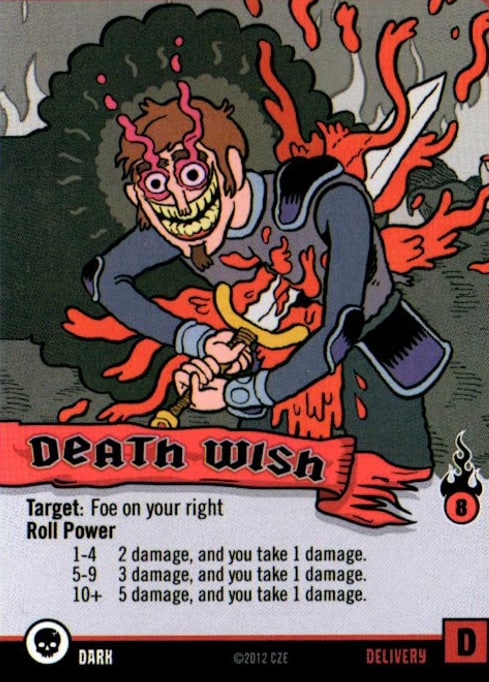 Death Wish
8
Target: Foe on your right
Roll Power
1-4 2 damage, and you take 1 damage.
5-9 3 damage, and you take 1 damage.
10+ 5 damage, and you take 1 damage.
DARK ©2012 CZE DELIVERY D